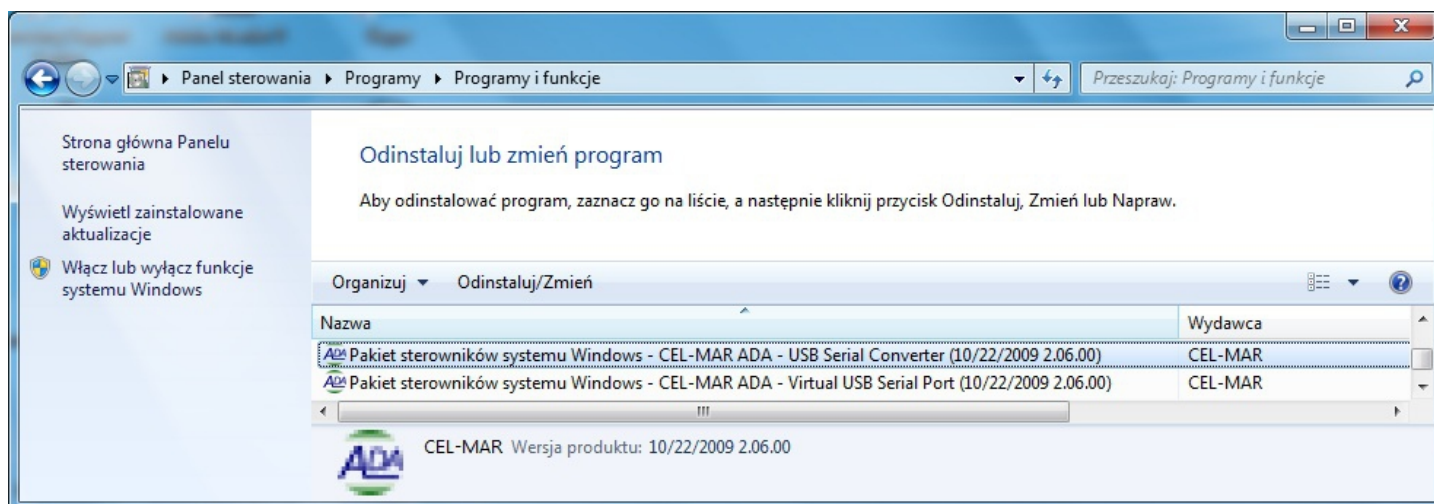 Panel sterowania ▸ Programy ▸ Programy i funkcje
Przeszukaj: Programy i funkcje
Strona główna Panelu
sterowania
Wyświetl zainstalowane
aktualizacje
Włącz lub wyłącz funkcje
systemu Windows
Odinstaluj lub zmień program
Aby odinstalować program, zaznacz go na liście, a następnie kliknij przycisk Odinstaluj, Zmień lub Napraw.
Organizuj Odinstaluj/Zmień
Nazwa Wydawca
ADA Pakiet sterowników systemu Windows - CEL-MAR ADA - USB Serial Converter (10/22/2009 2.06.00) CEL-MAR
ADA Pakiet sterowników systemu Windows - CEL-MAR ADA - Virtual USB Serial Port (10/22/2009 2.06.00) CEL-MAR
ADA
CEL-MAR Wersja produktu: 10/22/2009 2.06.00